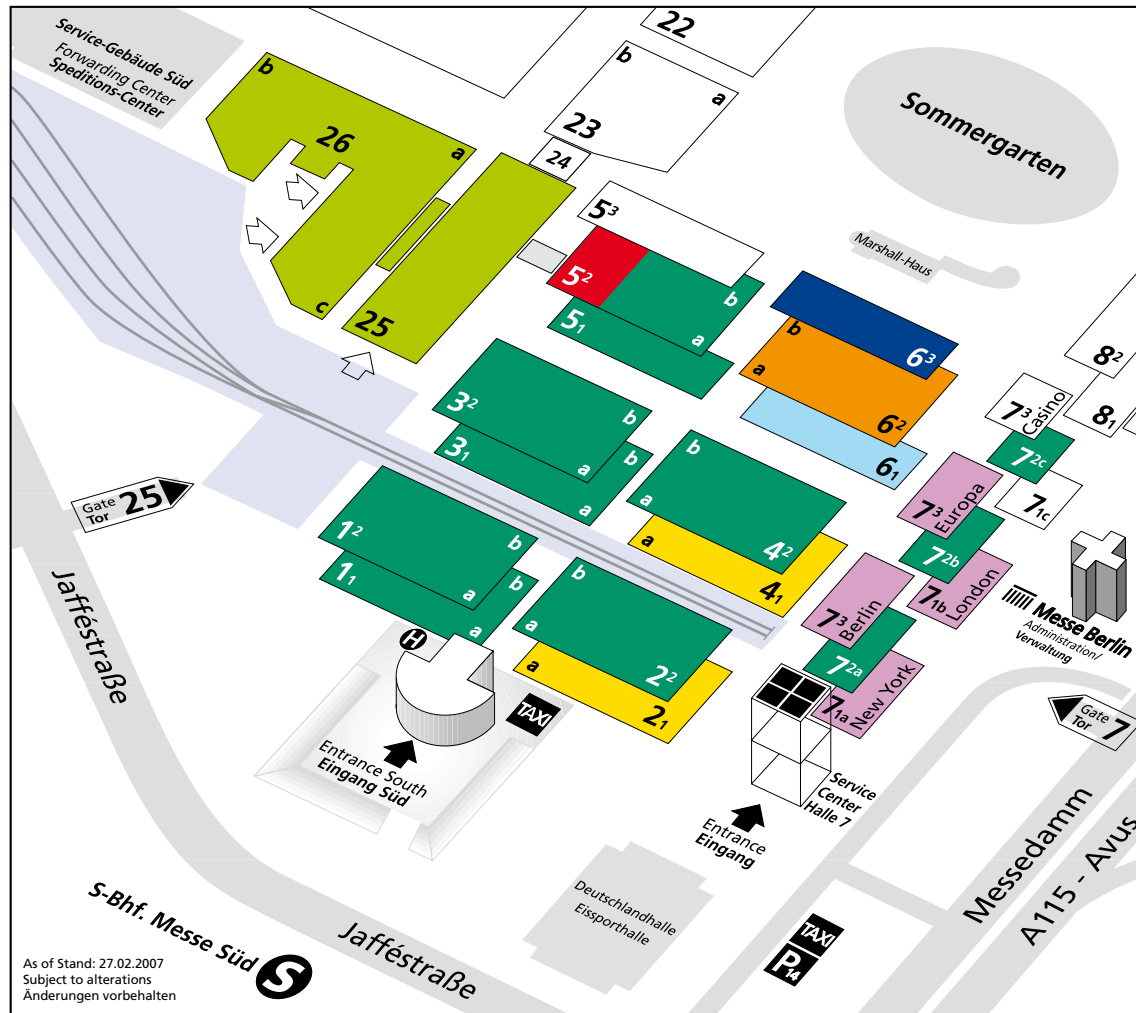 22
Service-Gebäude Süd
Forwarding Center
Speditions-Center
b
26
a
c
b
a
23
24
Sommergarten
25
5³
5²
b
a
5₁
Marshall-Haus
6³
b
a
6²
6₁
8²
8₁
7³
Casino
7²ᶜ
7₁c
3²
b
a
3₁
b
a
b
a
4²
a
4₁
7³
Europa
7²ᵇ
7₁b
London
Gate
Tor
25
1²
b
a
1₁
b
a
b
a
2²
a
2₁
7³
Berlin
7²ᵃ
7₁a
New York
Messe Berlin
Administration/
Verwaltung
Gate
Tor
7
H
TAXI
Entrance South
Eingang Süd
Service
Center
Halle 7
Entrance
Eingang
Jafféstraße
Deutschlandhalle
Eissporthalle
Messedamm
A115 - Avus
TAXI
P14
S-Bhf. Messe Süd
S
Jafféstraße
As of Stand: 27.02.2007
Subject to alterations
Änderungen vorbehalten